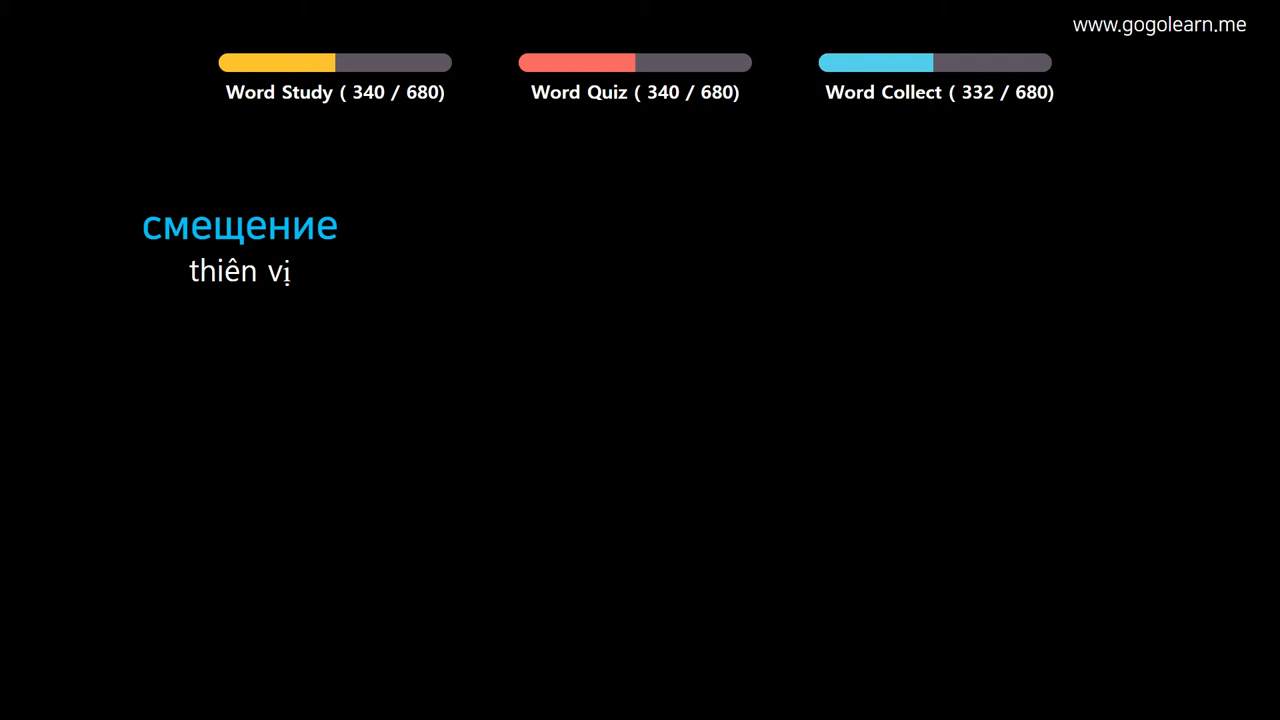 www.gogolearn.me
Word Study ( 340 / 680)
Word Quiz ( 340 / 680)
Word Collect ( 332 / 680)
смещение
thiên vị